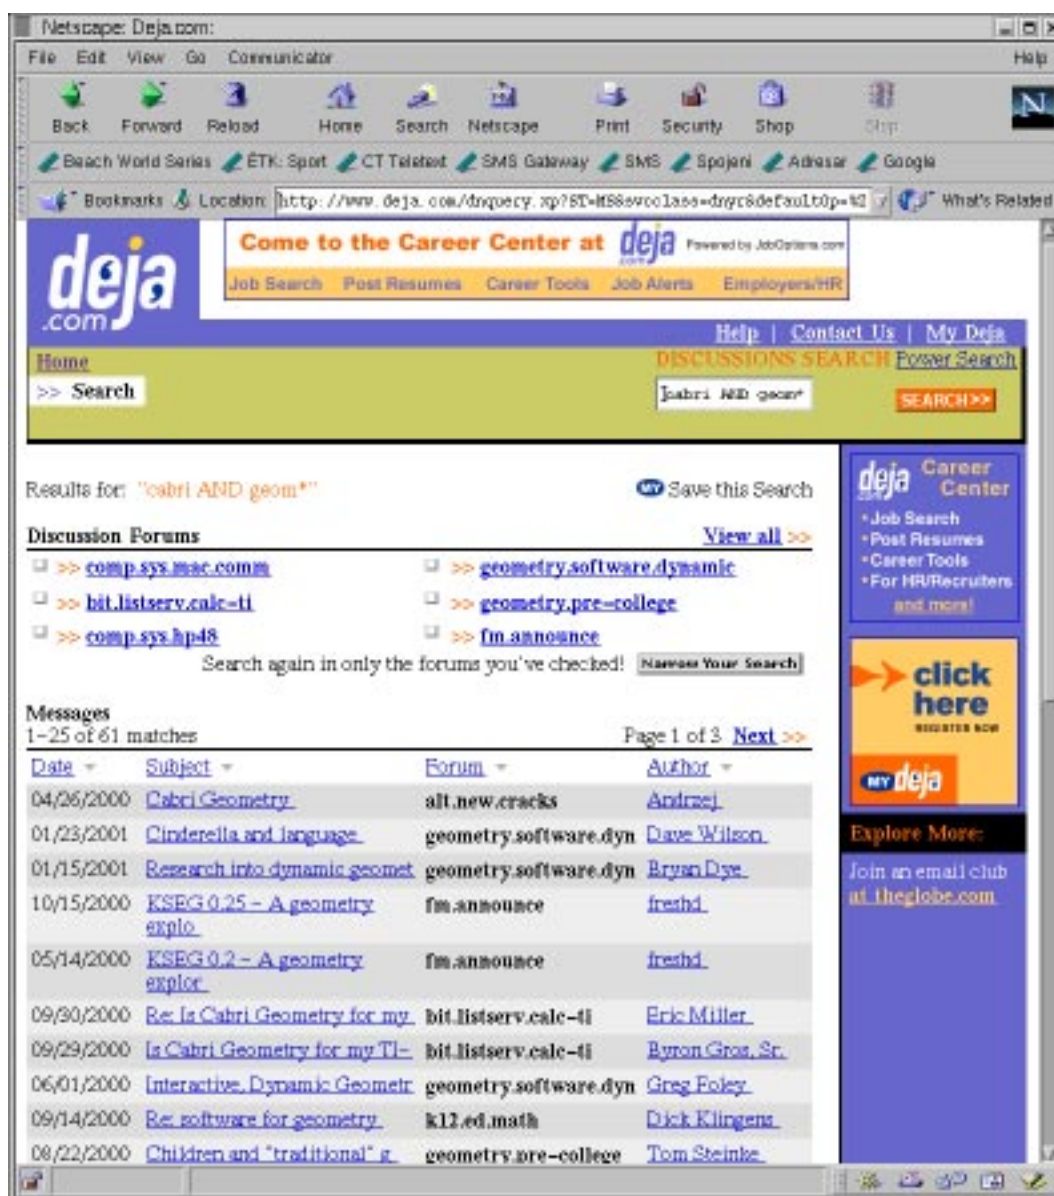 Netscape: Deja.com:
File Edit View Go Communicator Help
Back Forward Reload Home Search Netscape Print Security Shop Stop
Beach World Series ÈTK: Sport CT Teletext SMS Gateway SMS Spojeni Adresar Google
Bookmarks Location: http://www.deja.com/dnquery.xp?ST=MS&svcclass=dnyr&defaultOp=%2 What's Related
deja.com
Come to the Career Center at deja.com Powered by JobOptions.com
Job Search Post Resumes Career Tools Job Alerts Employers/HR
Help | Contact Us | My Deja
Home DISCUSSIONS SEARCH Power Search
>> Search cabri AND geom* SEARCH>>
Results for: "cabri AND geom*" MY Save this Search
Discussion Forums View all >>
>> comp.sys.mac.comm >> geometry.software.dynamic
>> bit.listserv.calc-ti >> geometry.pre-college
>> comp.sys.hp48 >> fm.announce
Search again in only the forums you've checked! Narrow Your Search
Messages
1-25 of 61 matches Page 1 of 3 Next >>
Date Subject Forum Author
04/26/2000 Cabri Geometry alt.new.cracks Andrzej
01/23/2001 Cinderella and language geometry.software.dyn Dave Wilson
01/15/2001 Research into dynamic geomet geometry.software.dyn Bryan Dye
10/15/2000 KSEG 0.25 - A geometry explo fm.announce freshd
05/14/2000 KSEG 0.2 - A geometry explor fm.announce freshd
09/30/2000 Re: Is Cabri Geometry for my bit.listserv.calc-ti Eric Miller
09/29/2000 Is Cabri Geometry for my TI- bit.listserv.calc-ti Byron Gros, Sr.
06/01/2000 Interactive, Dynamic Geometr geometry.software.dyn Greg Foley
09/14/2000 Re: software for geometry k12.ed.math Dick Klingens
08/22/2000 Children and "traditional" g geometry.pre-college Tom Steinke
deja.com Career Center
•Job Search
•Post Resumes
•Career Tools
•For HR/Recruiters
and more!
click
here
REGISTER NOW
MY deja
Explore More:
Join an email club
at theglobe.com